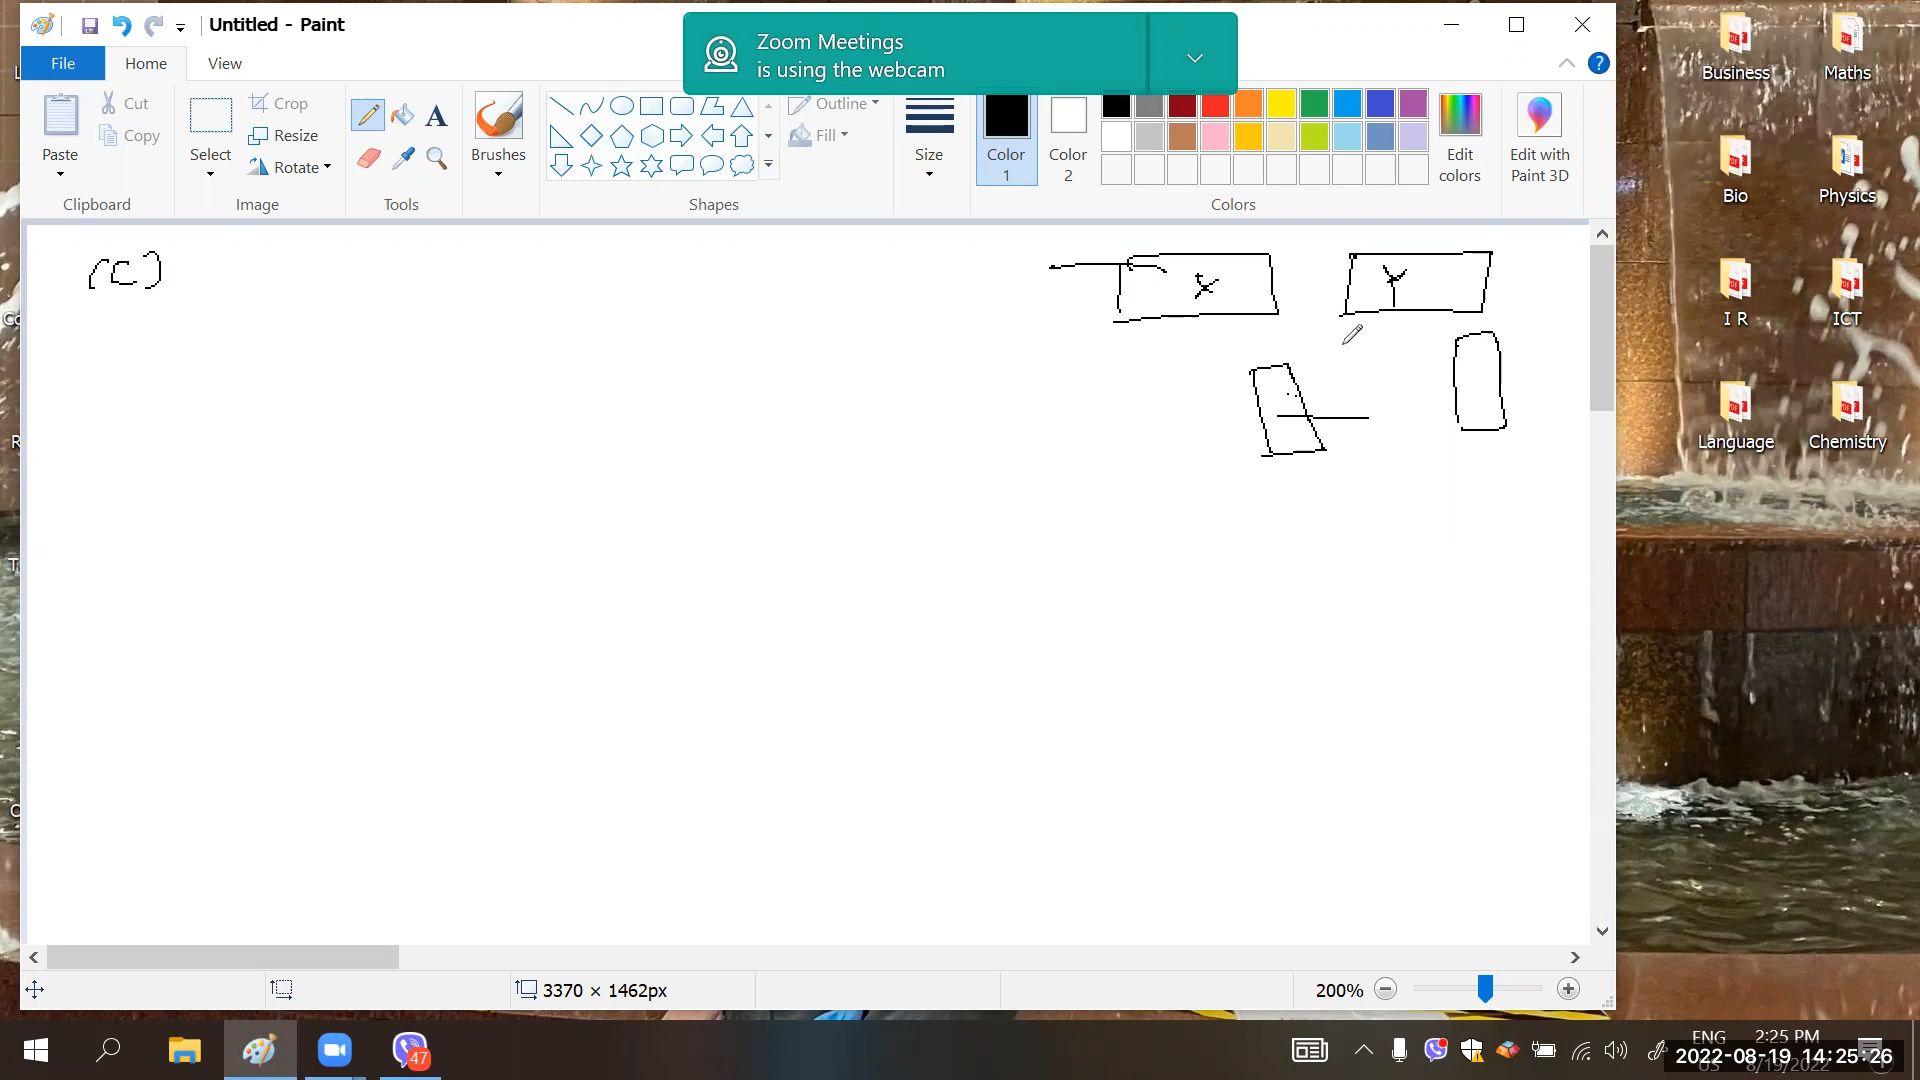 Untitled - Paint
Zoom Meetings
is using the webcam
File
Home
View
Paste
Cut
Copy
Clipboard
Select
Crop
Resize
Rotate
Image
A
Tools
Brushes
Shapes
Outline
Fill
Size
Color
1
Color
2
Edit
colors
Colors
Edit with
Paint 3D
?
(c)
X
Y
3370 × 1462px
200%
Business
Maths
Bio
Physics
I R
ICT
Language
Chemistry
47
ENG
2:25 PM
2022-08-19 14:25:26
8/19/2022